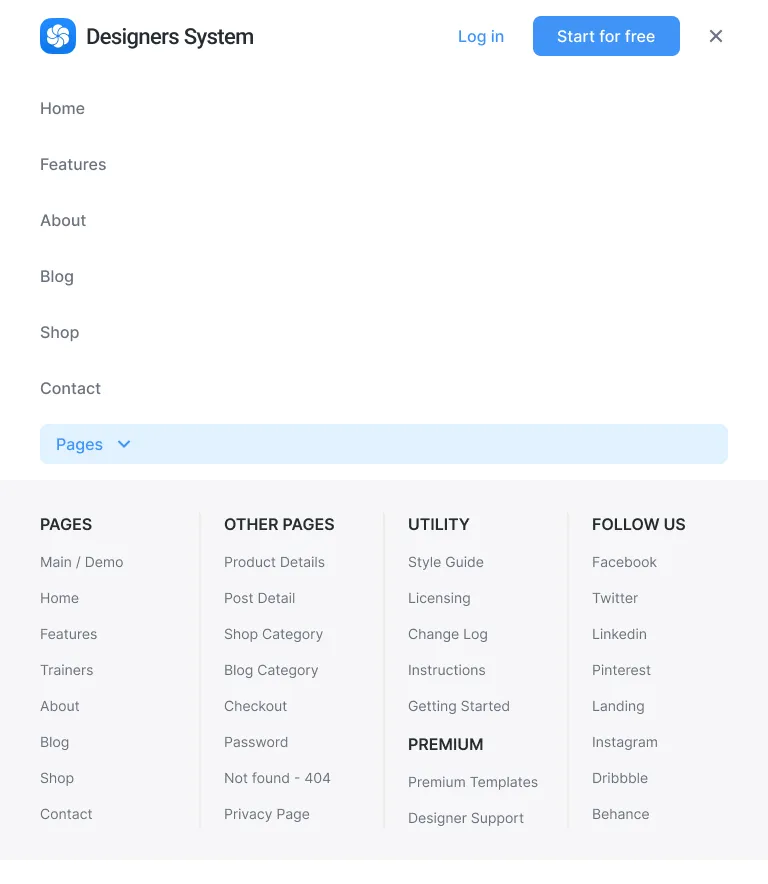 Designers System
Log in
Start for free
Home
Features
About
Blog
Shop
Contact
Pages
PAGES
Main / Demo
Home
Features
Trainers
About
Blog
Shop
Contact
OTHER PAGES
Product Details
Post Detail
Shop Category
Blog Category
Checkout
Password
Not found - 404
Privacy Page
UTILITY
Style Guide
Licensing
Change Log
Instructions
Getting Started
PREMIUM
Premium Templates
Designer Support
FOLLOW US
Facebook
Twitter
Linkedin
Pinterest
Landing
Instagram
Dribbble
Behance